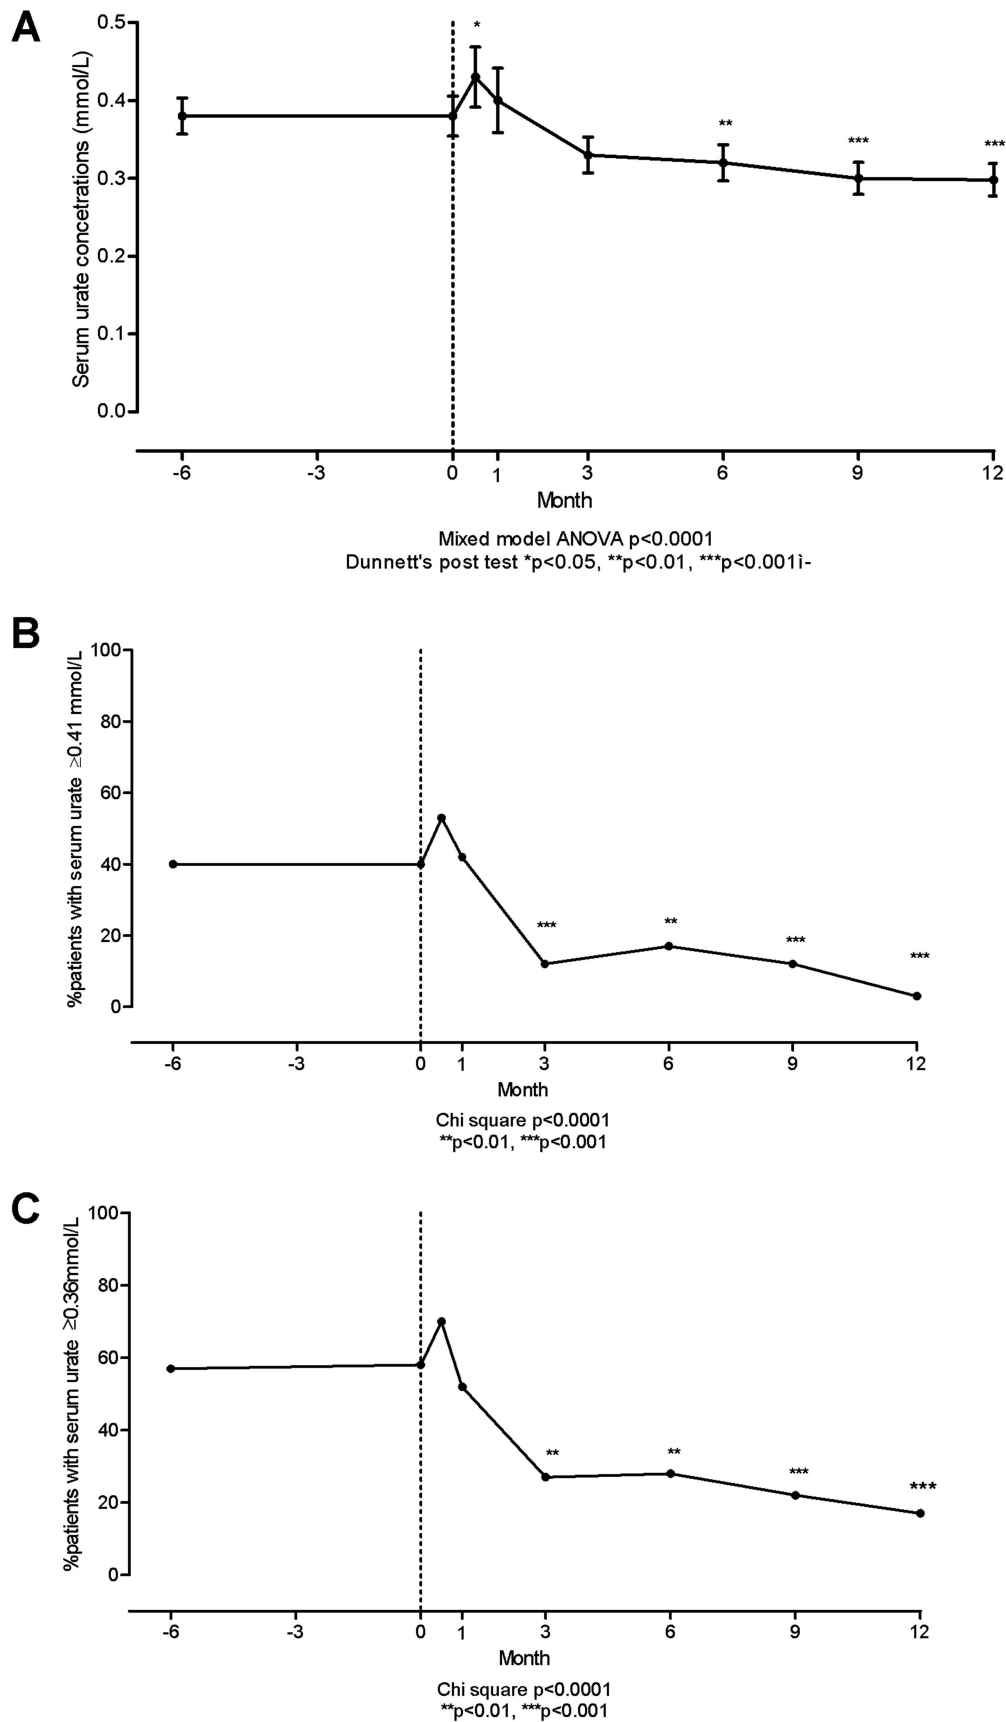 A
Serum urate concetrations (mmol/L)
0.5
0.4
0.3
0.2
0.1
0.0
*
**
***
***
-6 -3 0 1 3 6 9 12
Month
Mixed model ANOVA p<0.0001
Dunnett's post test *p<0.05, **p<0.01, ***p<0.001ì-
B
%patients with serum urate ≥0.41 mmol/L
100
80
60
40
20
0
***
**
***
***
-6 -3 0 1 3 6 9 12
Month
Chi square p<0.0001
**p<0.01, ***p<0.001
C
%patients with serum urate ≥0.36mmol/L
100
80
60
40
20
0
**
**
***
***
-6 -3 0 1 3 6 9 12
Month
Chi square p<0.0001
**p<0.01, ***p<0.001